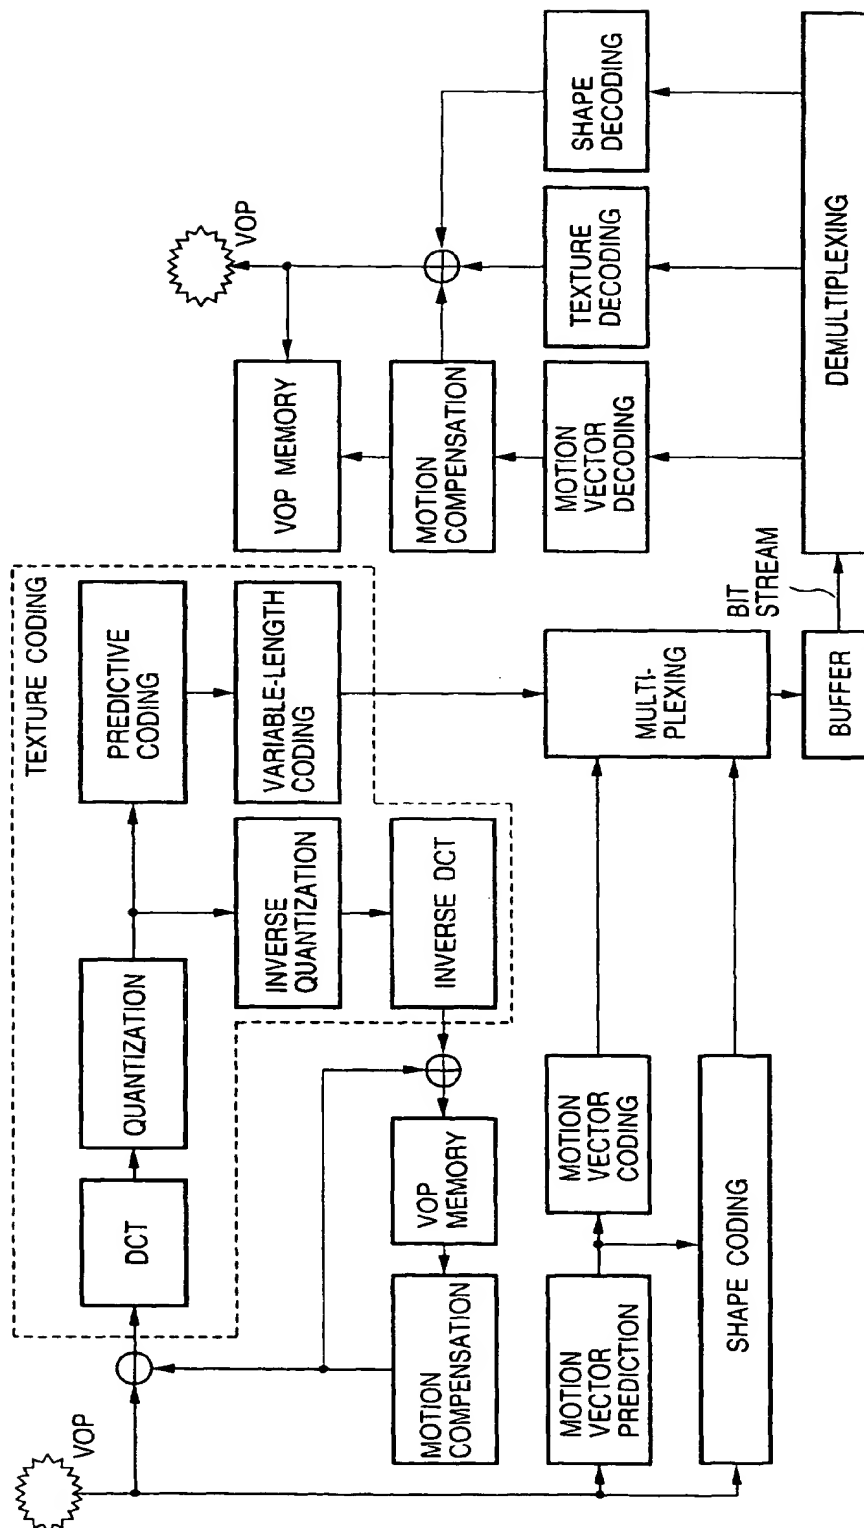 VOP
DCT
QUANTIZATION
PREDICTIVE
CODING
TEXTURE CODING
INVERSE
QUANTIZATION
VARIABLE-LENGTH
CODING
INVERSE DCT
VOP
MEMORY
MOTION
COMPENSATION
MOTION
VECTOR
PREDICTION
MOTION
VECTOR
CODING
SHAPE CODING
MULTI-
PLEXING
BUFFER
BIT
STREAM
DEMULTIPLEXING
MOTION
VECTOR
DECODING
TEXTURE
DECODING
SHAPE
DECODING
MOTION
COMPENSATION
VOP MEMORY
VOP